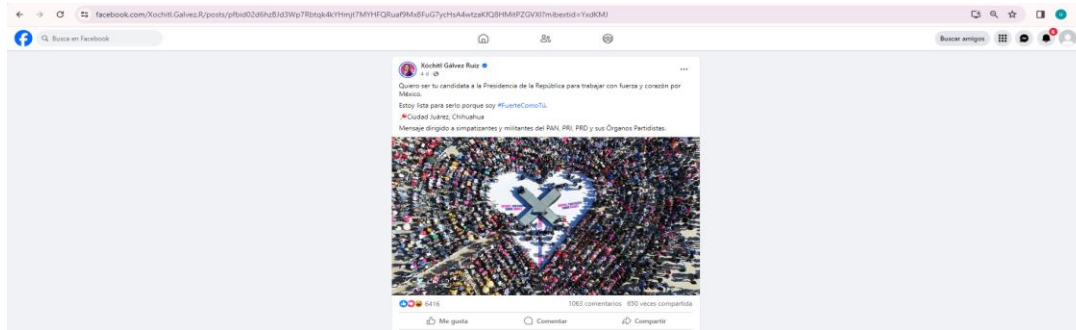 facebook.com/Xochitl.Galvez.R/posts/pfbid02d6hzBJd3Wp7Rbtqk4kYHmjt7MYHFQRuaf9Mx8FuG7ycHsA4wtzaKfQ8HMitPZGVXl?mibextid=YxdKMJ
Busca en Facebook
Buscar amigos
Xóchitl Gálvez Ruiz
4 d
Quiero ser tu candidata a la Presidencia de la República para trabajar con fuerza y corazón por
México.
Estoy lista para serlo porque soy #FuerteComoTú.
Ciudad Juárez, Chihuahua
Mensaje dirigido a simpatizantes y militantes del PAN, PRI, PRD y sus Órganos Partidistas.
X
6416
1063 comentarios 650 veces compartida
Me gusta
Comentar
Compartir